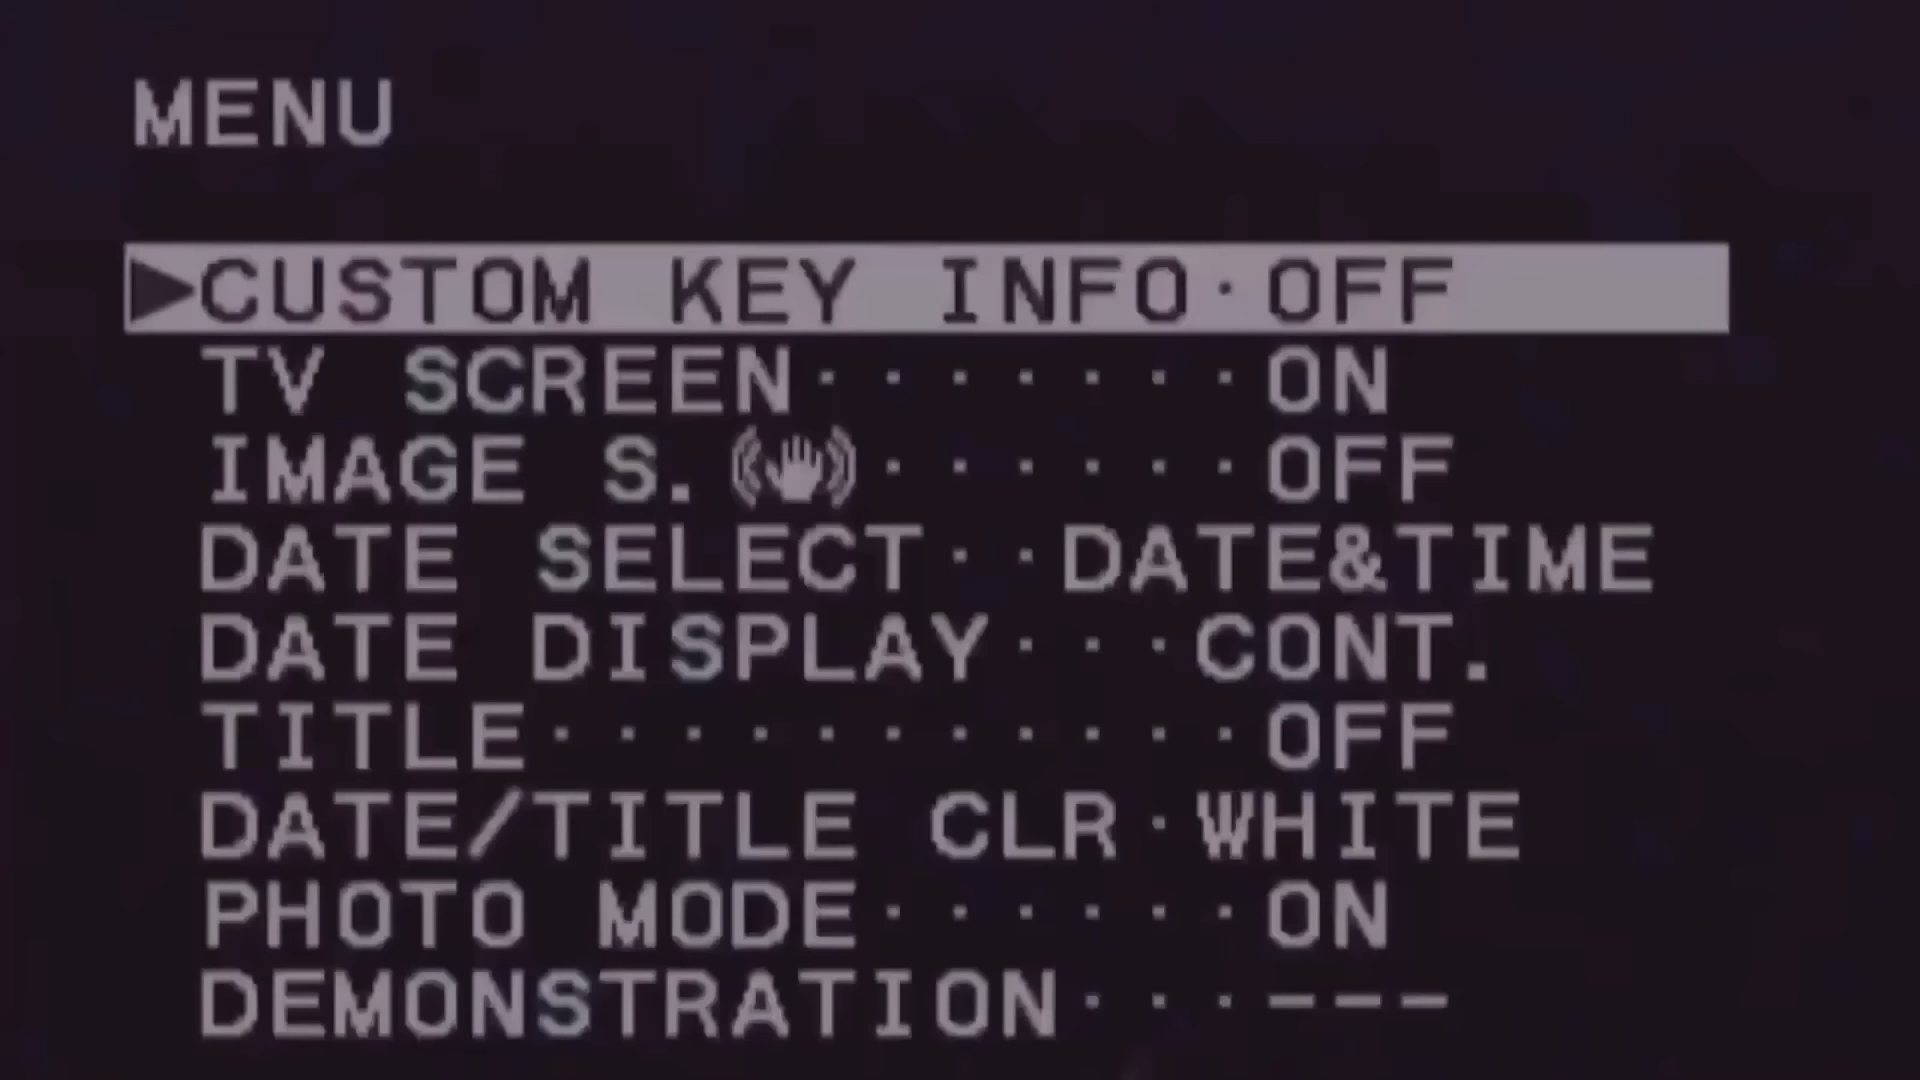 MENU
▶CUSTOM KEY INFO·OFF
TV SCREEN·······ON
IMAGE S.······OFF
DATE SELECT··DATE&TIME
DATE DISPLAY···CONT.
TITLE···········OFF
DATE/TITLE CLR·WHITE
PHOTO MODE······ON
DEMONSTRATION···---